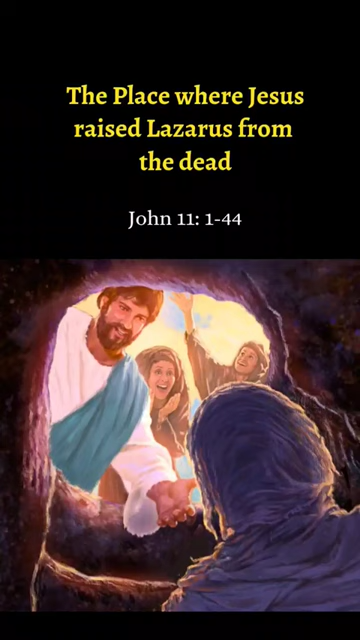 The Place where Jesus
raised Lazarus from
the dead
John 11: 1-44